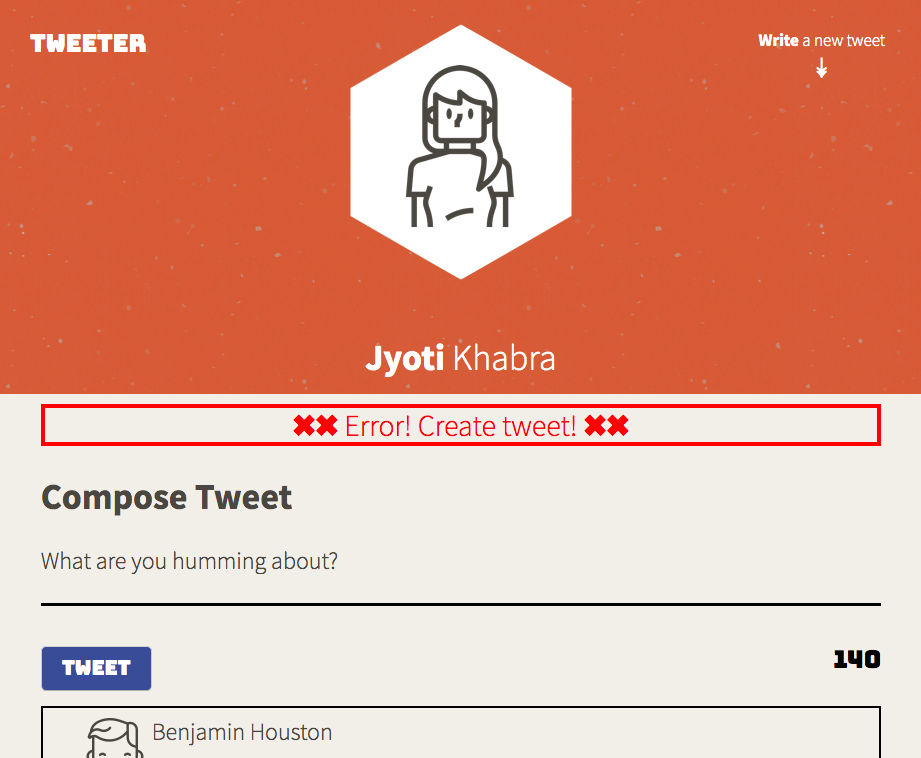 TWEETER
Write a new tweet
Jyoti Khabra
✖✖ Error! Create tweet! ✖✖
Compose Tweet
What are you humming about?
TWEET
140
Benjamin Houston